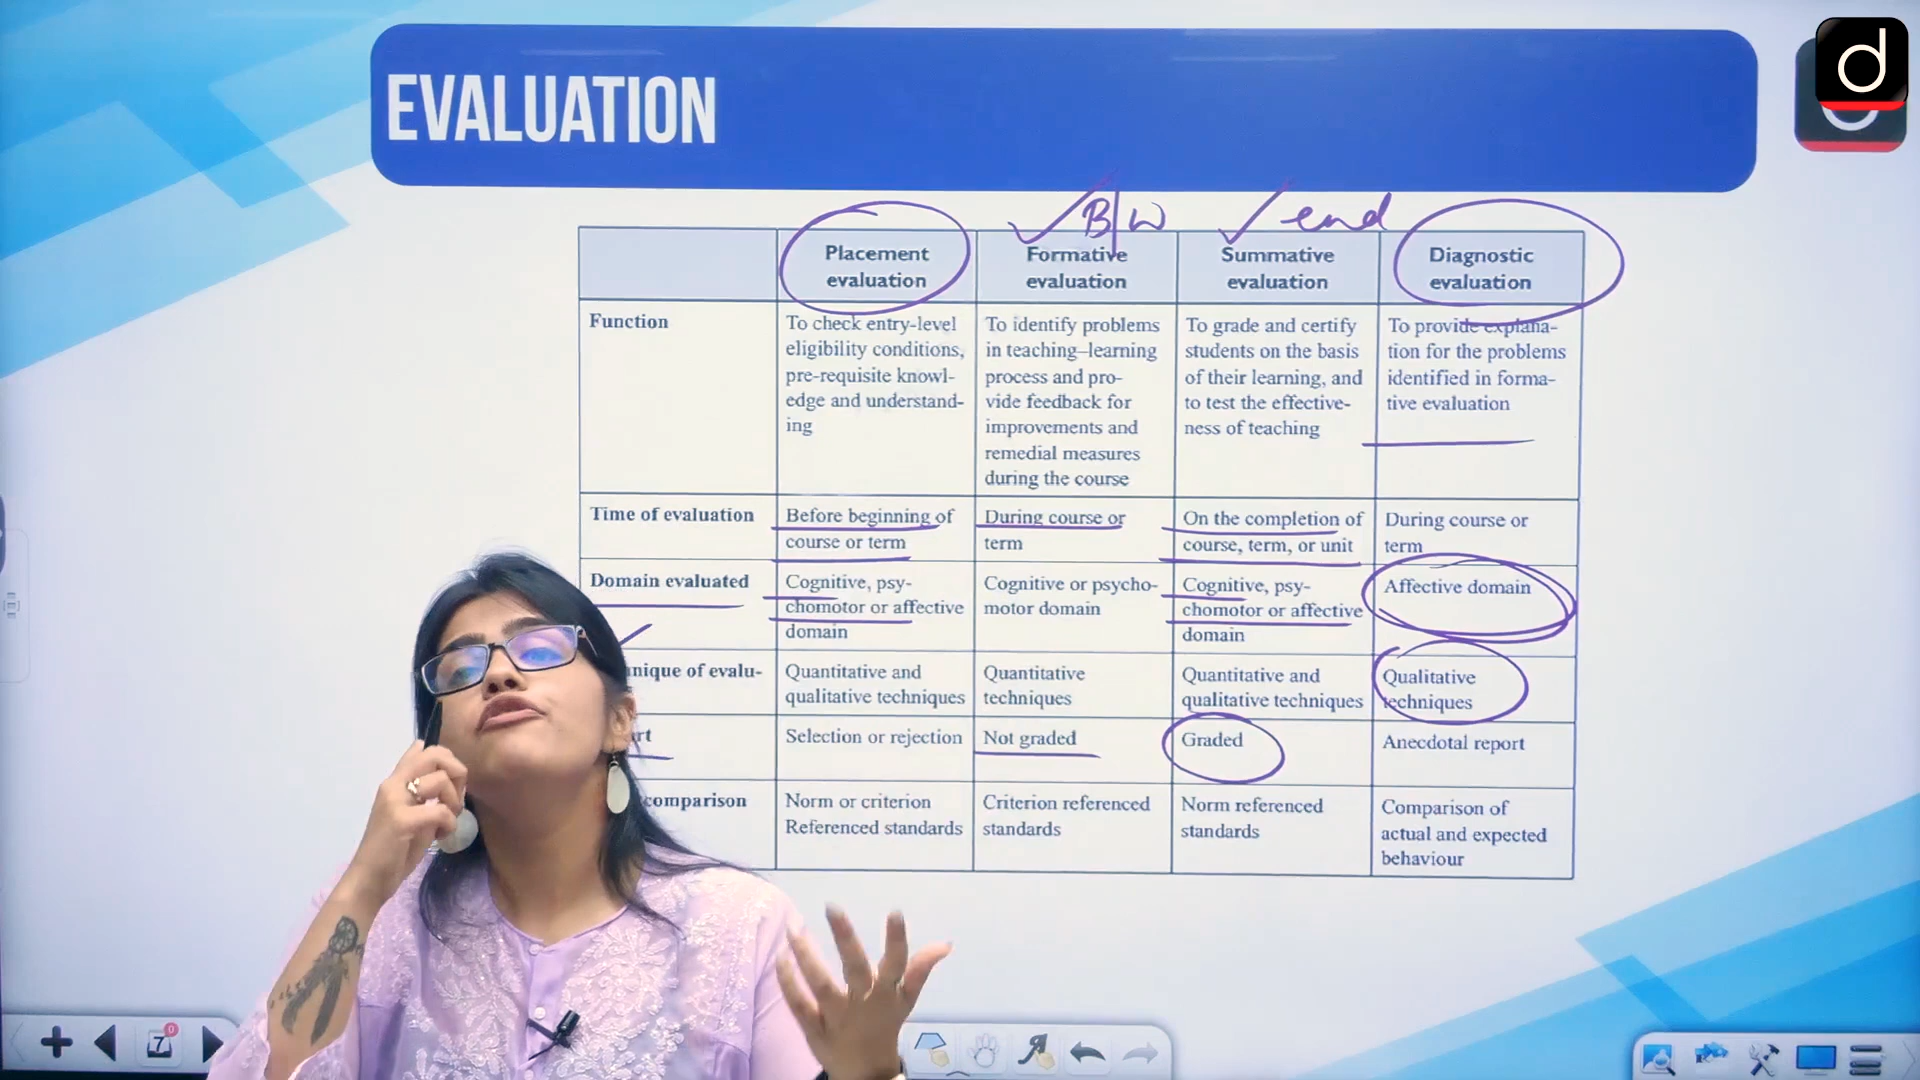 d
EVALUATION
B/W
end
Placement
evaluation
Formative
evaluation
Summative
evaluation
Diagnostic
evaluation
Function
To check entry-level
eligibility conditions,
pre-requisite knowl-
edge and understand-
ing
To identify problems
in teaching–learning
process and pro-
vide feedback for
improvements and
remedial measures
during the course
To grade and certify
students on the basis
of their learning, and
to test the effective-
ness of teaching
To provide explana-
tion for the problems
identified in forma-
tive evaluation
Time of evaluation
Before beginning of
course or term
During course or
term
On the completion of
course, term, or unit
During course or
term
Domain evaluated
Cognitive, psy-
chomotor or affective
domain
Cognitive or psycho-
motor domain
Cognitive, psy-
chomotor or affective
domain
Affective domain
nique of evalu-
Quantitative and
qualitative techniques
Quantitative
techniques
Quantitative and
qualitative techniques
Qualitative
techniques
rt
Selection or rejection
Not graded
Graded
Anecdotal report
comparison
Norm or criterion
Referenced standards
Criterion referenced
standards
Norm referenced
standards
Comparison of
actual and expected
behaviour
7
0